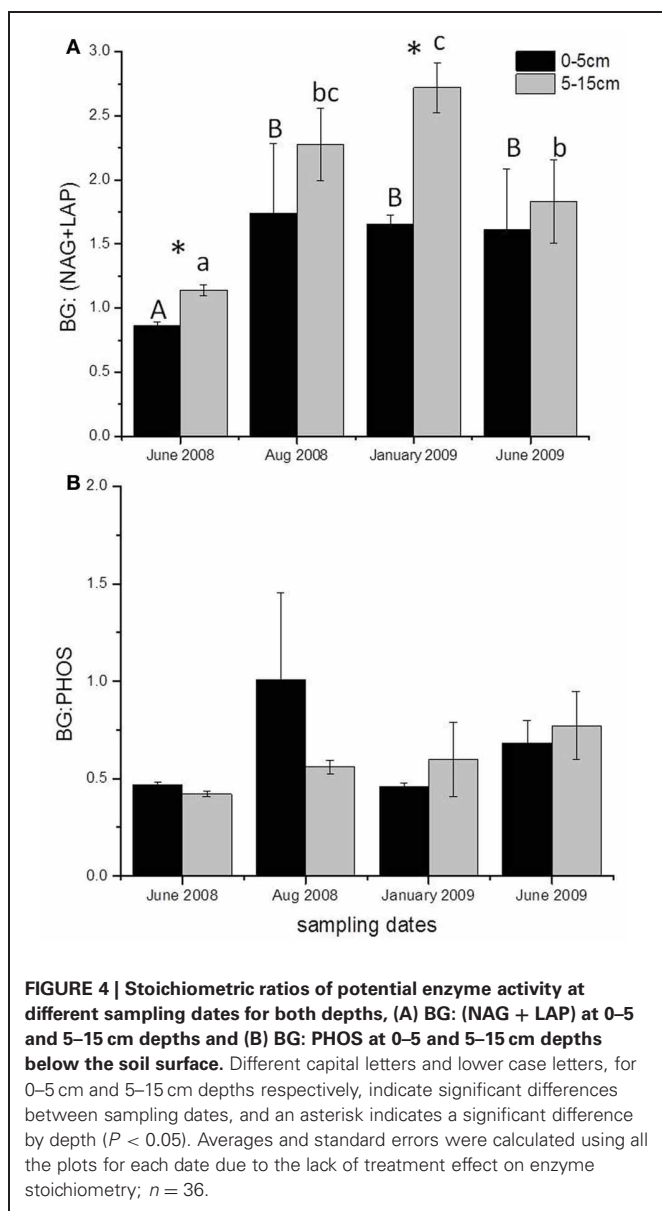 A
BG: (NAG+LAP)
3.0
2.5
2.0
1.5
1.0
0.5
0.0
0-5cm
5-15cm
* c
bc
B
B
B b
* a
A
June 2008 Aug 2008 January 2009 June 2009
B
BG:PHOS
2.0
1.5
1.0
0.5
0.0
June 2008 Aug 2008 January 2009 June 2009
sampling dates
FIGURE 4 | Stoichiometric ratios of potential enzyme activity at
different sampling dates for both depths, (A) BG: (NAG + LAP) at 0–5
and 5–15 cm depths and (B) BG: PHOS at 0–5 and 5–15 cm depths
below the soil surface. Different capital letters and lower case letters, for
0–5 cm and 5–15 cm depths respectively, indicate significant differences
between sampling dates, and an asterisk indicates a significant difference
by depth (P < 0.05). Averages and standard errors were calculated using all
the plots for each date due to the lack of treatment effect on enzyme
stoichiometry; n = 36.